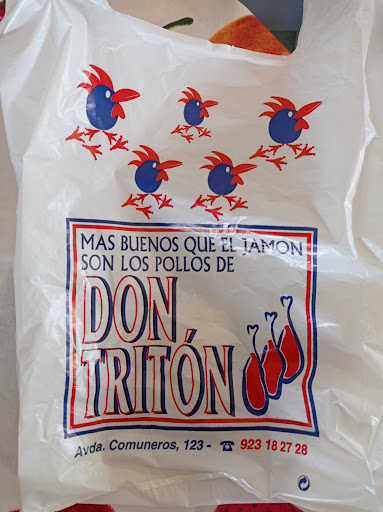 MAS BUENOS QUE EL JAMON
SON LOS POLLOS DE
DON
TRITÓN
Avda. Comuneros, 123 - ☎ 923 18 27 28